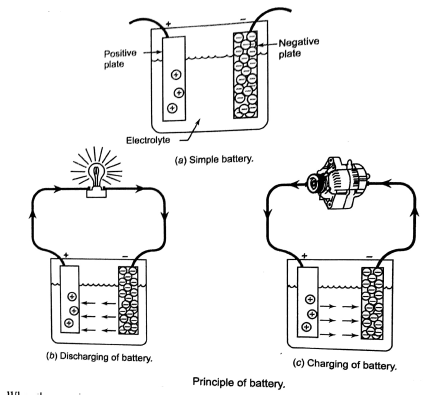 +
−
Positive
plate
Negative
plate
Electrolyte
(a) Simple battery.
+
−
(b) Discharging of battery.
+
−
(c) Charging of battery.
Principle of battery.